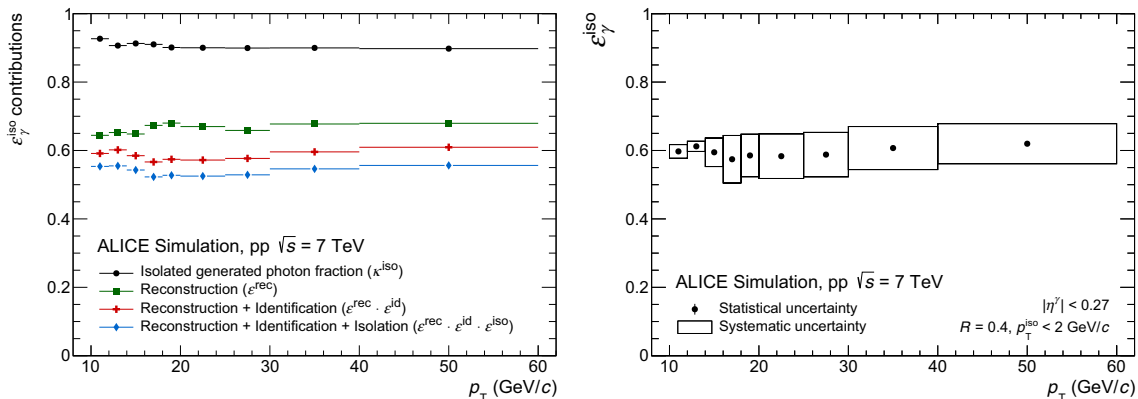 ε_γ^iso contributions
1
0.8
0.6
0.4
0.2
0
ALICE Simulation, pp √s = 7 TeV
Isolated generated photon fraction (κ^iso)
Reconstruction (ε^rec)
Reconstruction + Identification (ε^rec · ε^id)
Reconstruction + Identification + Isolation (ε^rec · ε^id · ε^iso)
10 20 30 40 50 60
p_T (GeV/c)
ε_γ^iso
1
0.8
0.6
0.4
0.2
0
ALICE Simulation, pp √s = 7 TeV
Statistical uncertainty
Systematic uncertainty
|η^γ| < 0.27
R = 0.4, p_T^iso < 2 GeV/c
10 20 30 40 50 60
p_T (GeV/c)